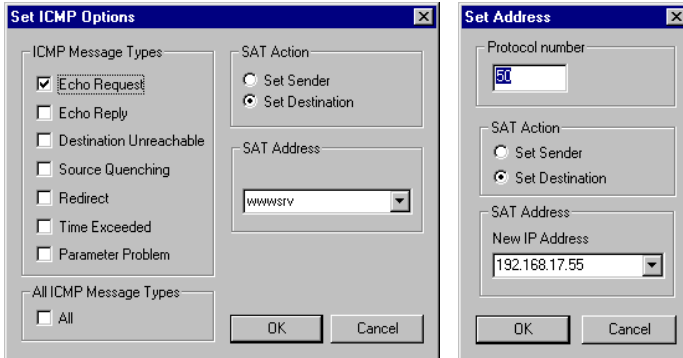 Set ICMP Options
ICMP Message Types
Echo Request
Echo Reply
Destination Unreachable
Source Quenching
Redirect
Time Exceeded
Parameter Problem
All ICMP Message Types
All
SAT Action
Set Sender
Set Destination
SAT Address
wwwsrv
OK Cancel
Set Address
Protocol number
50
SAT Action
Set Sender
Set Destination
SAT Address
New IP Address
192.168.17.55
OK Cancel